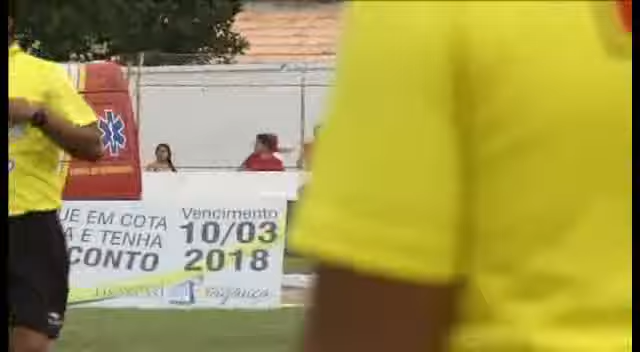 UE EM COTA
A E TENHA
CONTO
Vencimento
10/03
2018